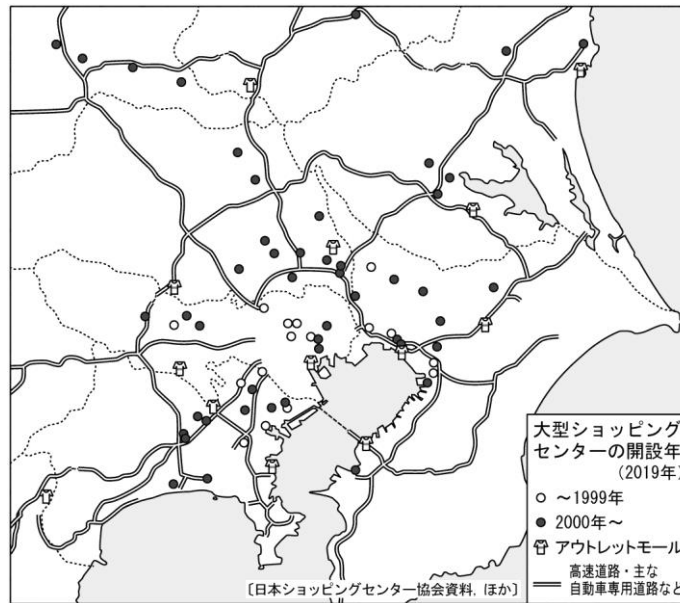 大型ショッピング
センターの開設年
(2019年)
～1999年
2000年～
アウトレットモール
高速道路・主な
自動車専用道路など
〔日本ショッピングセンター協会資料，ほか〕